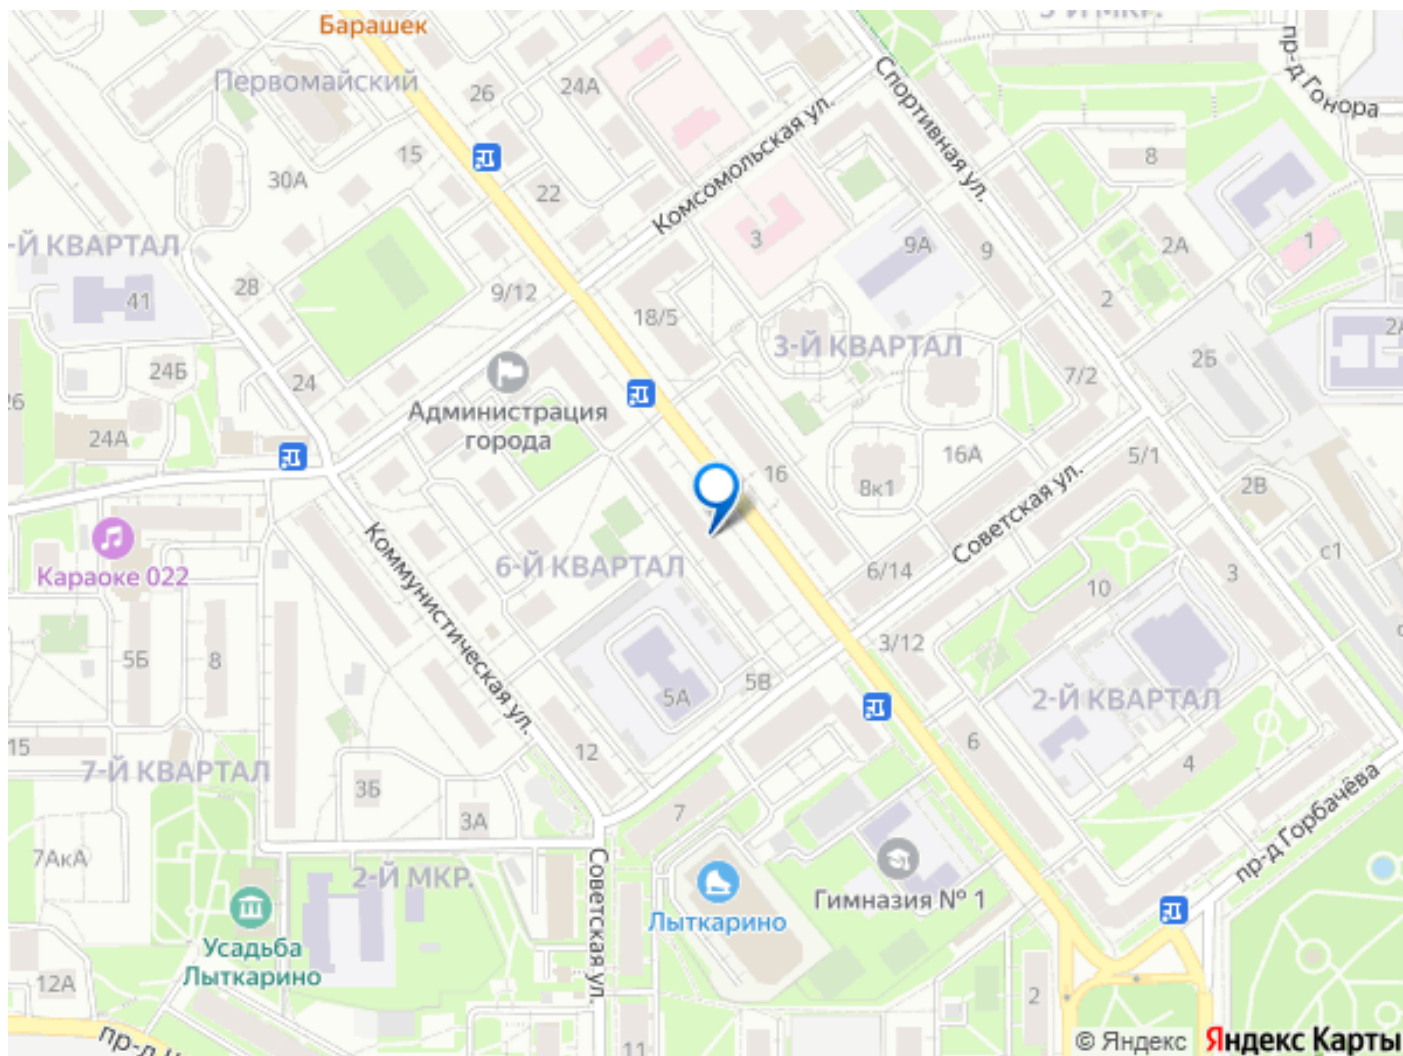 Барашек
Первомайский
26
24А
15
30А
22
Комсомольская ул.
Спортивная ул.
пр-д Гонора
8
-Й КВАРТАЛ
41
28
9/12
18/5
3
9А
9
2А
1
2
24Б
24
24А
Администрация
города
3-Й КВАРТАЛ
7/2
2Б
16
16А
8к1
5/1
2В
Советская ул.
с1
Караоке 022
Коммунистическая ул.
6-Й КВАРТАЛ
6/14
10
3
5Б
8
5А
5В
3/12
2-Й КВАРТАЛ
15
7-Й КВАРТАЛ
12
6
4
3Б
3А
7
пр-д Горбачёва
7АкА
2-Й МКР.
Советская ул.
Лыткарино
Гимназия № 1
Усадьба
Лыткарино
12А
2
11
© Яндекс Яндекс Карты